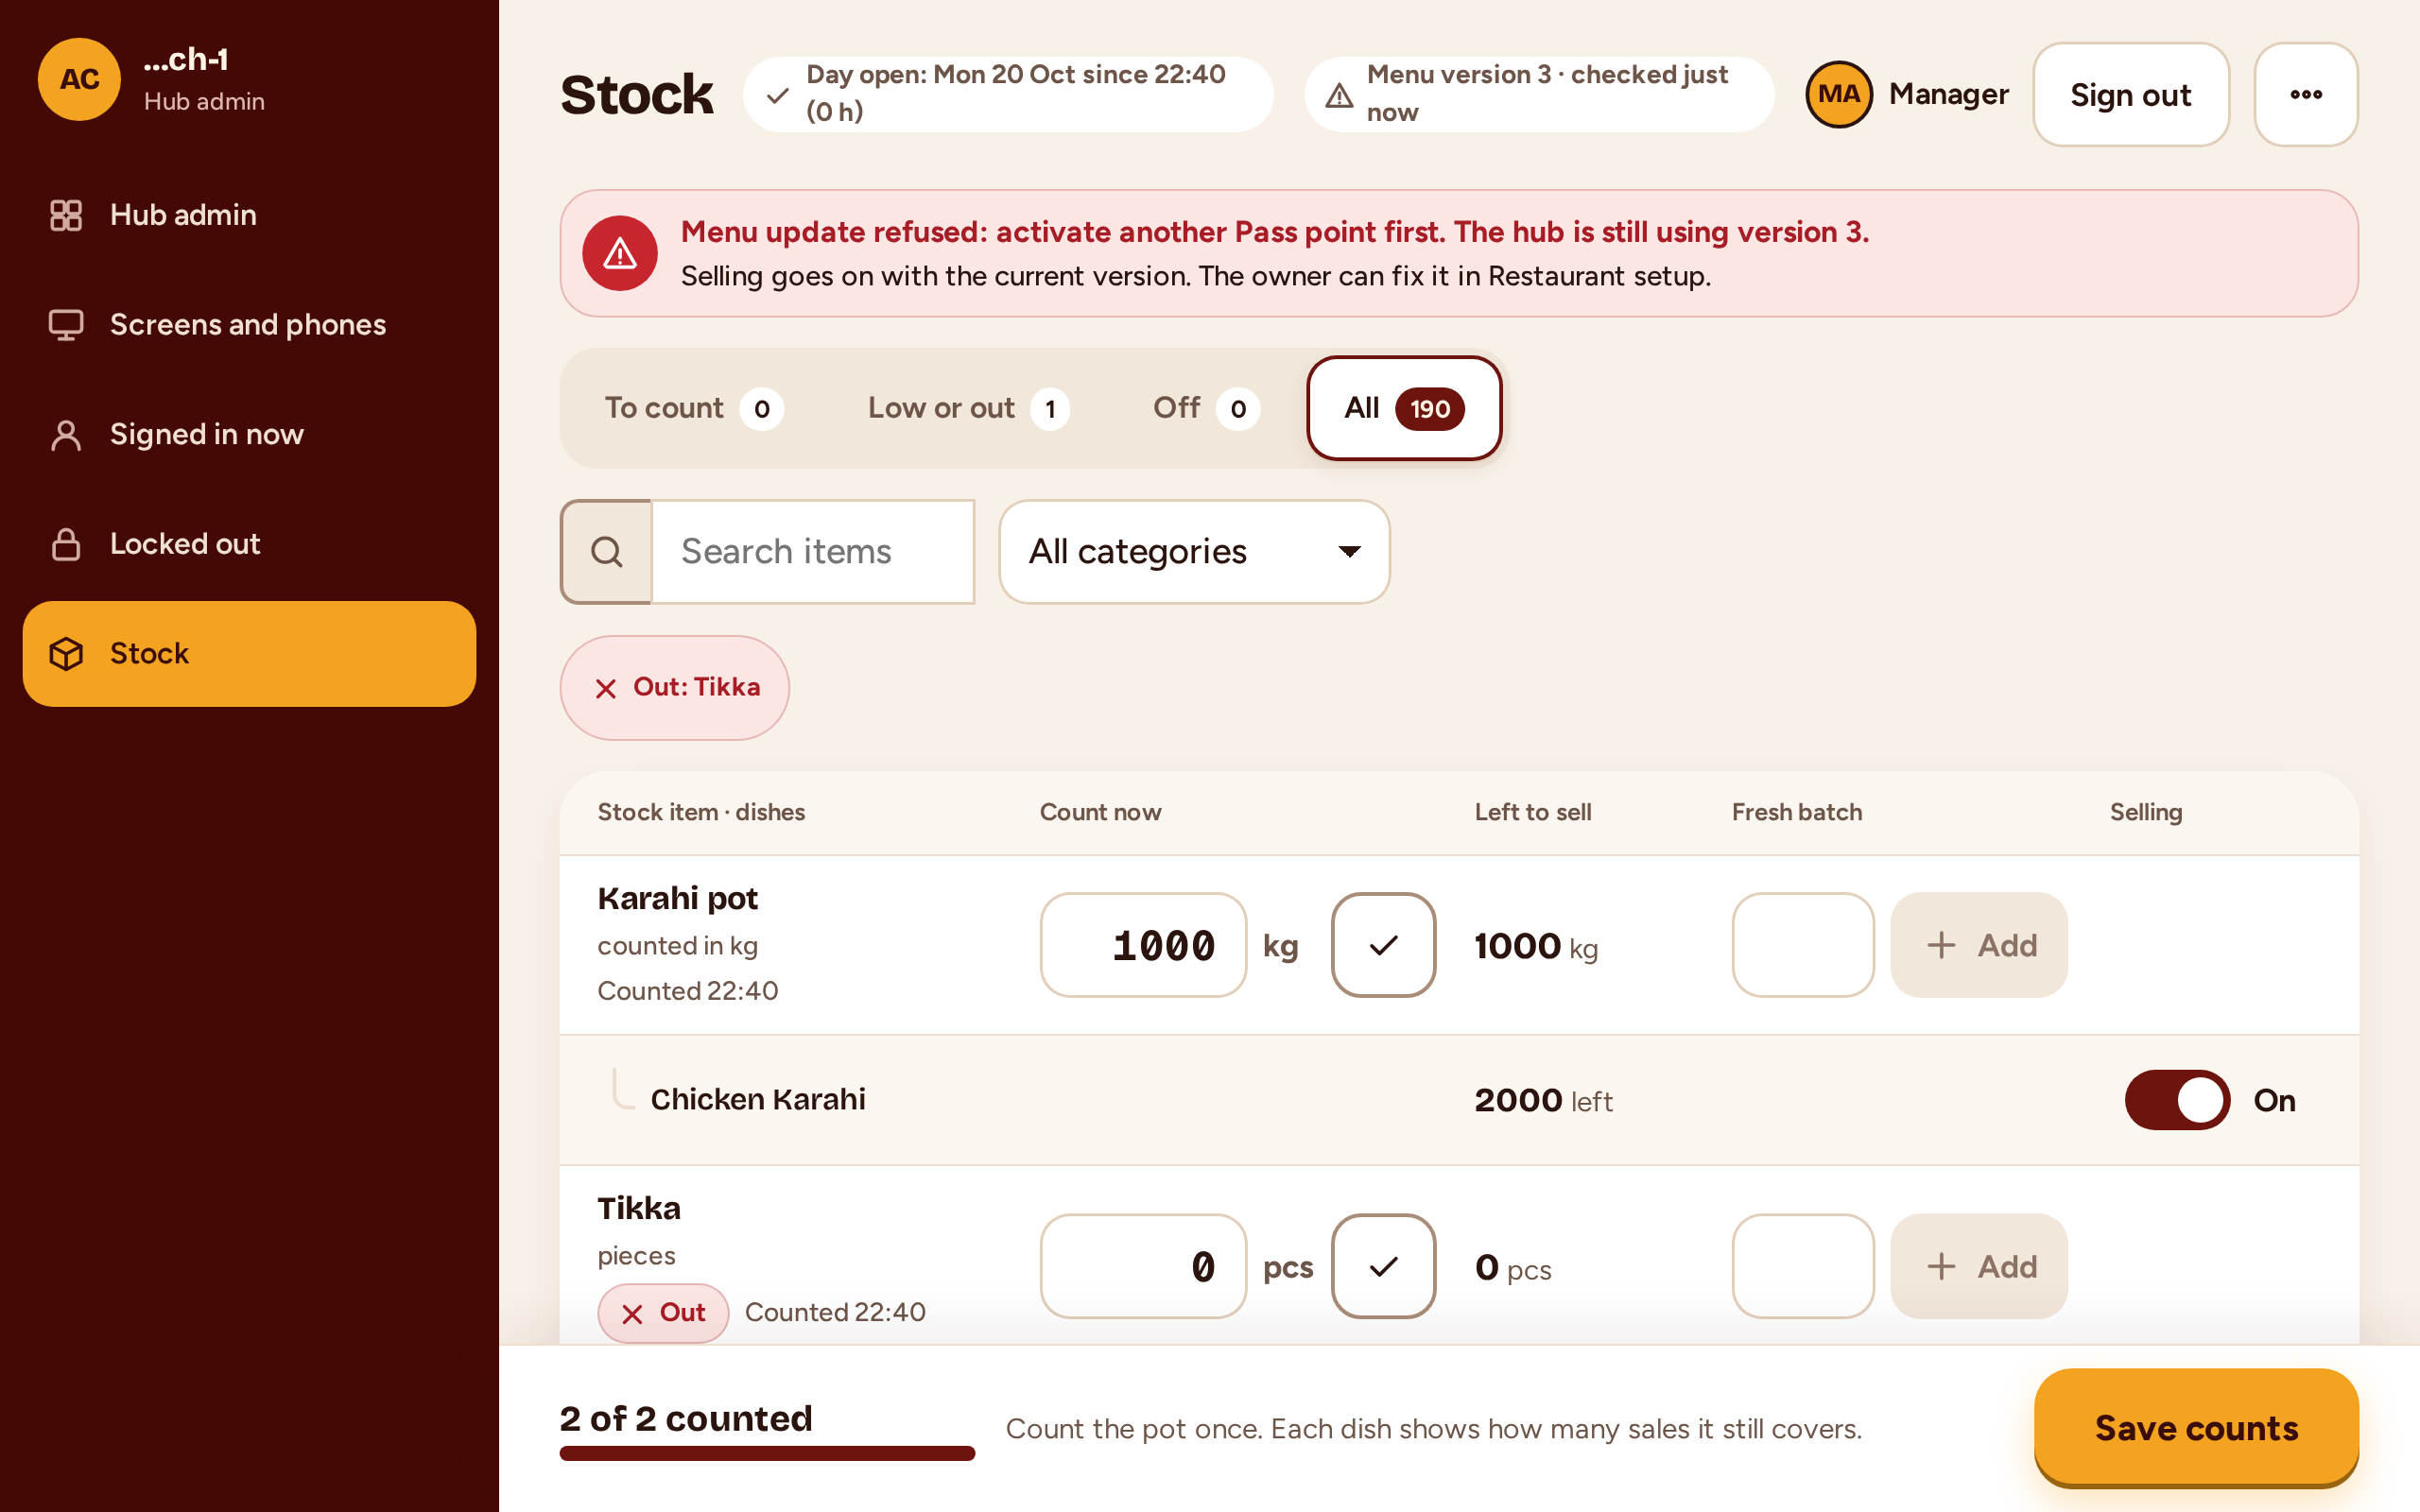 AC
...ch-1
Hub admin
Hub admin
Screens and phones
Signed in now
Locked out
Stock
Stock
Day open: Mon 20 Oct since 22:40
(0 h)
Menu version 3 · checked just
now
MA
Manager
Sign out
Menu update refused: activate another Pass point first. The hub is still using version 3.
Selling goes on with the current version. The owner can fix it in Restaurant setup.
To count 0
Low or out 1
Off 0
All 190
Search items
All categories
Out: Tikka
Stock item · dishes
Count now
Left to sell
Fresh batch
Selling
Karahi pot
counted in kg
Counted 22:40
1000 kg
1000 kg
Add
Chicken Karahi
2000 left
On
Tikka
pieces
Out
Counted 22:40
0 pcs
0 pcs
Add
2 of 2 counted
Count the pot once. Each dish shows how many sales it still covers.
Save counts